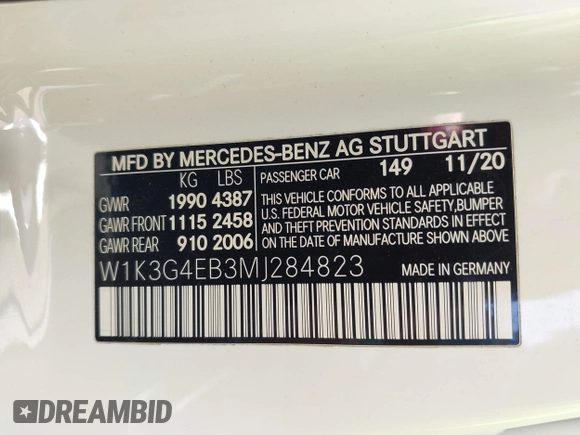 MFD BY MERCEDES-BENZ AG STUTTGART
KG LBS PASSENGER CAR 149 11/20
GVWR 1990 4387
GAWR FRONT 1115 2458
GAWR REAR 910 2006
THIS VEHICLE CONFORMS TO ALL APPLICABLE
U.S. FEDERAL MOTOR VEHICLE SAFETY,BUMPER
AND THEFT PREVENTION STANDARDS IN EFFECT
ON THE DATE OF MANUFACTURE SHOWN ABOVE.
W1K3G4EB3MJ284823 MADE IN GERMANY
DREAMBID